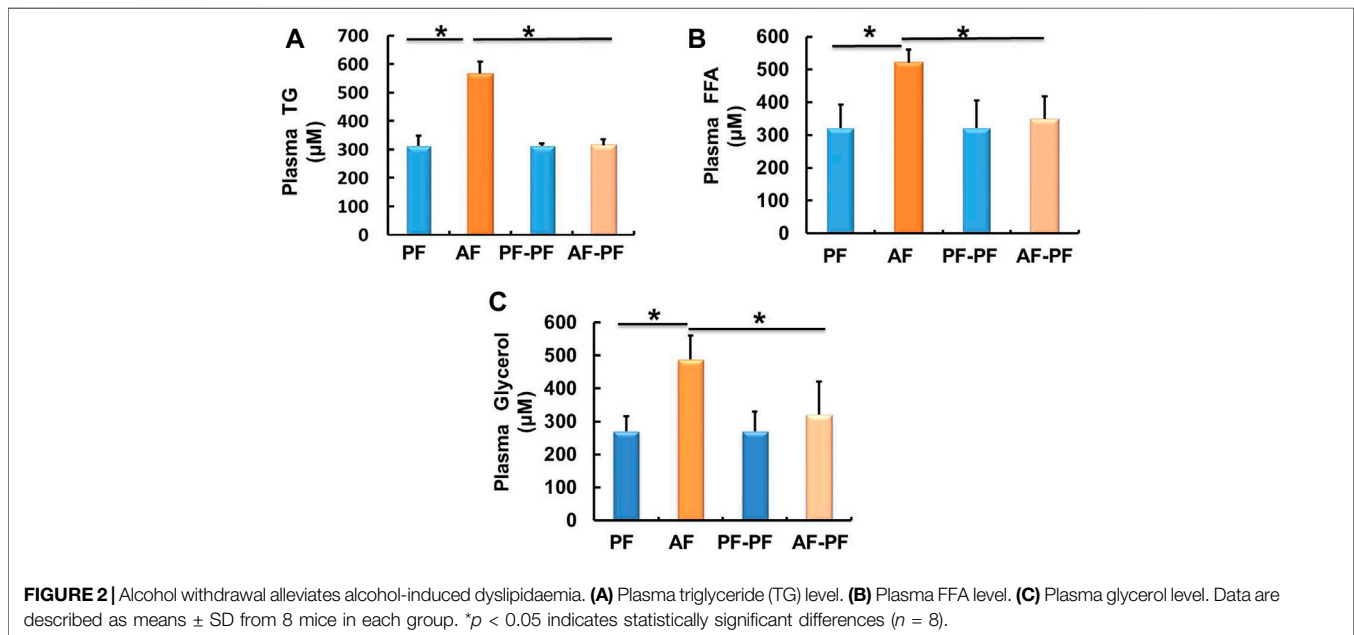 A
*
*
Plasma TG
(µM)
700
600
500
400
300
200
100
0
PF AF PF-PF AF-PF
B
*
*
Plasma FFA
(µM)
600
500
400
300
200
100
0
PF AF PF-PF AF-PF
C
*
*
Plasma Glycerol
(µM)
600
500
400
300
200
100
0
PF AF PF-PF AF-PF
FIGURE 2 | Alcohol withdrawal alleviates alcohol-induced dyslipidaemia. (A) Plasma triglyceride (TG) level. (B) Plasma FFA level. (C) Plasma glycerol level. Data are
described as means ± SD from 8 mice in each group. *p < 0.05 indicates statistically significant differences (n = 8).